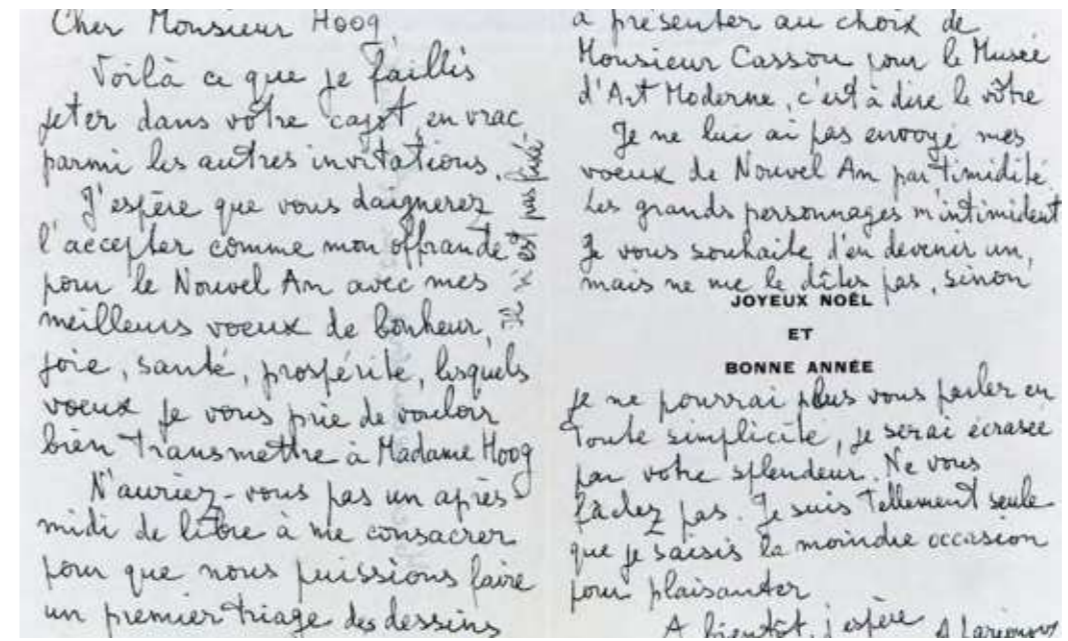 Cher Monsieur Hoog,
Voilà ce que je faillis
jeter dans votre cagot, en vrac
parmi les autres invitations.
J'espère que vous daignerez
l'accepter comme mon offrande
pour le Nouvel An avec mes
meilleurs voeux de bonheur,
joie, santé, prospérité, lesquels
voeux je vous prie de vouloir
bien transmettre à Madame Hoog
N'auriez-vous pas un après
midi de libre à me consacrer
pour que nous puissions faire
un premier triage des dessins
Il n'est pas fixé.
à présenter au choix de
Monsieur Cassou pour le Musée
d'Art Moderne, c'est à dire le vôtre
Je ne lui ai pas envoyé mes
voeux de Nouvel An par timidité.
Les grands personnages m'intimident
Je vous souhaite d'en devenir un,
mais ne me le dîtes pas, sinon
JOYEUX NOËL
ET
BONNE ANNÉE
je ne pourrai plus vous parler en
toute simplicité, je serai écrasée
par votre splendeur. Ne vous
fâchez pas. Je suis tellement seule
que je saisis la moindre occasion
pour plaisanter
A bientôt, j'espère A Larionov